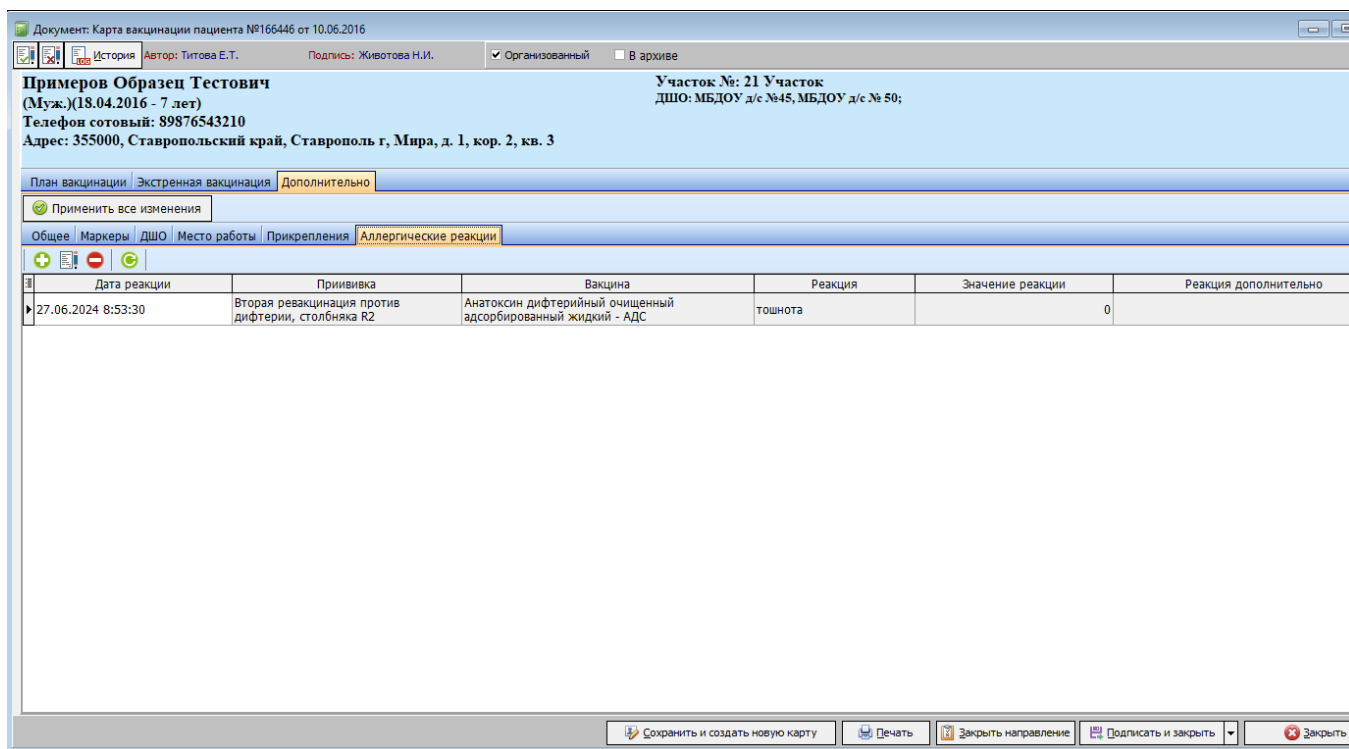 Документ: Карта вакцинации пациента №166446 от 10.06.2016
История Автор: Титова Е.Т. Подпись: Животова Н.И. Организованный В архиве
Примеров Образец Тестович
(Муж.)(18.04.2016 - 7 лет)
Телефон сотовый: 89876543210
Адрес: 355000, Ставропольский край, Ставрополь г, Мира, д. 1, кор. 2, кв. 3
Участок №: 21 Участок
ДШО: МБДОУ д/с №45, МБДОУ д/с № 50;
План вакцинации Экстренная вакцинация Дополнительно
Применить все изменения
Общее Маркеры ДШО Место работы Прикрепления Аллергические реакции
Дата реакции Приививка Вакцина Реакция Значение реакции Реакция дополнительно
27.06.2024 8:53:30
Вторая ревакцинация против
дифтерии, столбняка R2
Анатоксин дифтерийный очищенный
адсорбированный жидкий - АДС
тошнота
0
Сохранить и создать новую карту Печать Закрыть направление Подписать и закрыть Закрыть